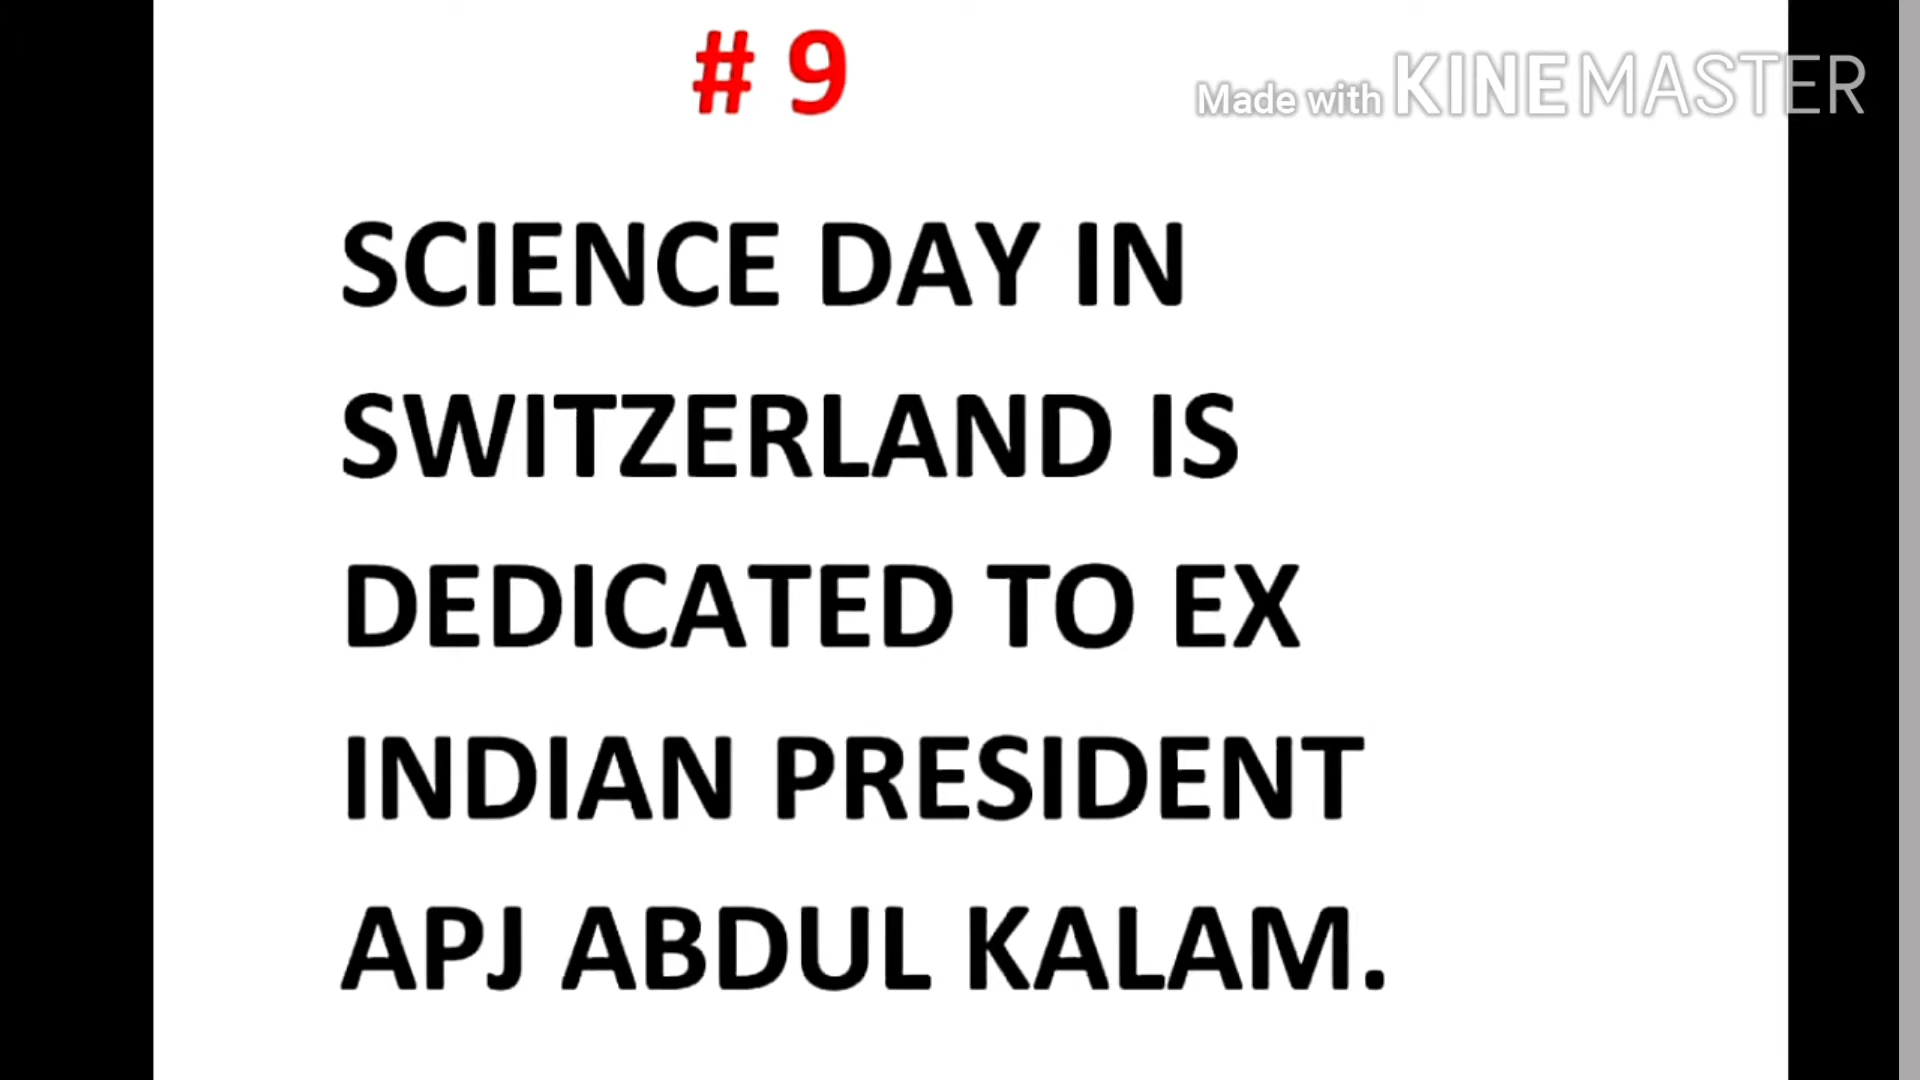 # 9
Made with KINEMASTER
SCIENCE DAY IN
SWITZERLAND IS
DEDICATED TO EX
INDIAN PRESIDENT
APJ ABDUL KALAM.